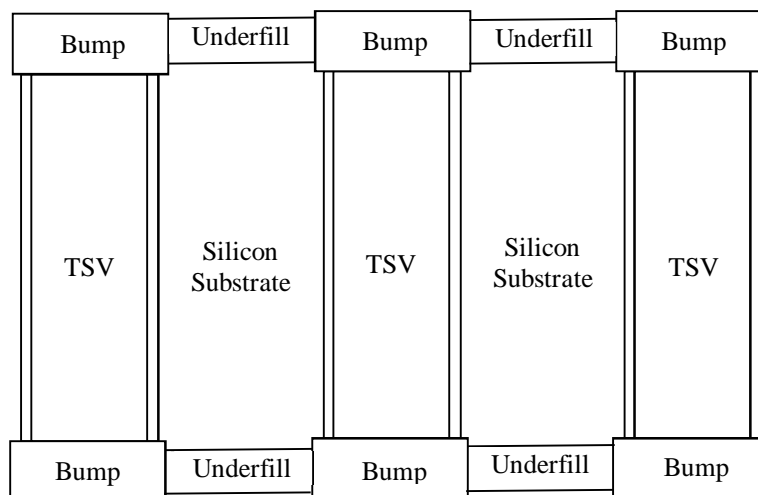 Bump
Underfill
Bump
Underfill
Bump
TSV
Silicon
Substrate
TSV
Silicon
Substrate
TSV
Bump
Underfill
Bump
Underfill
Bump